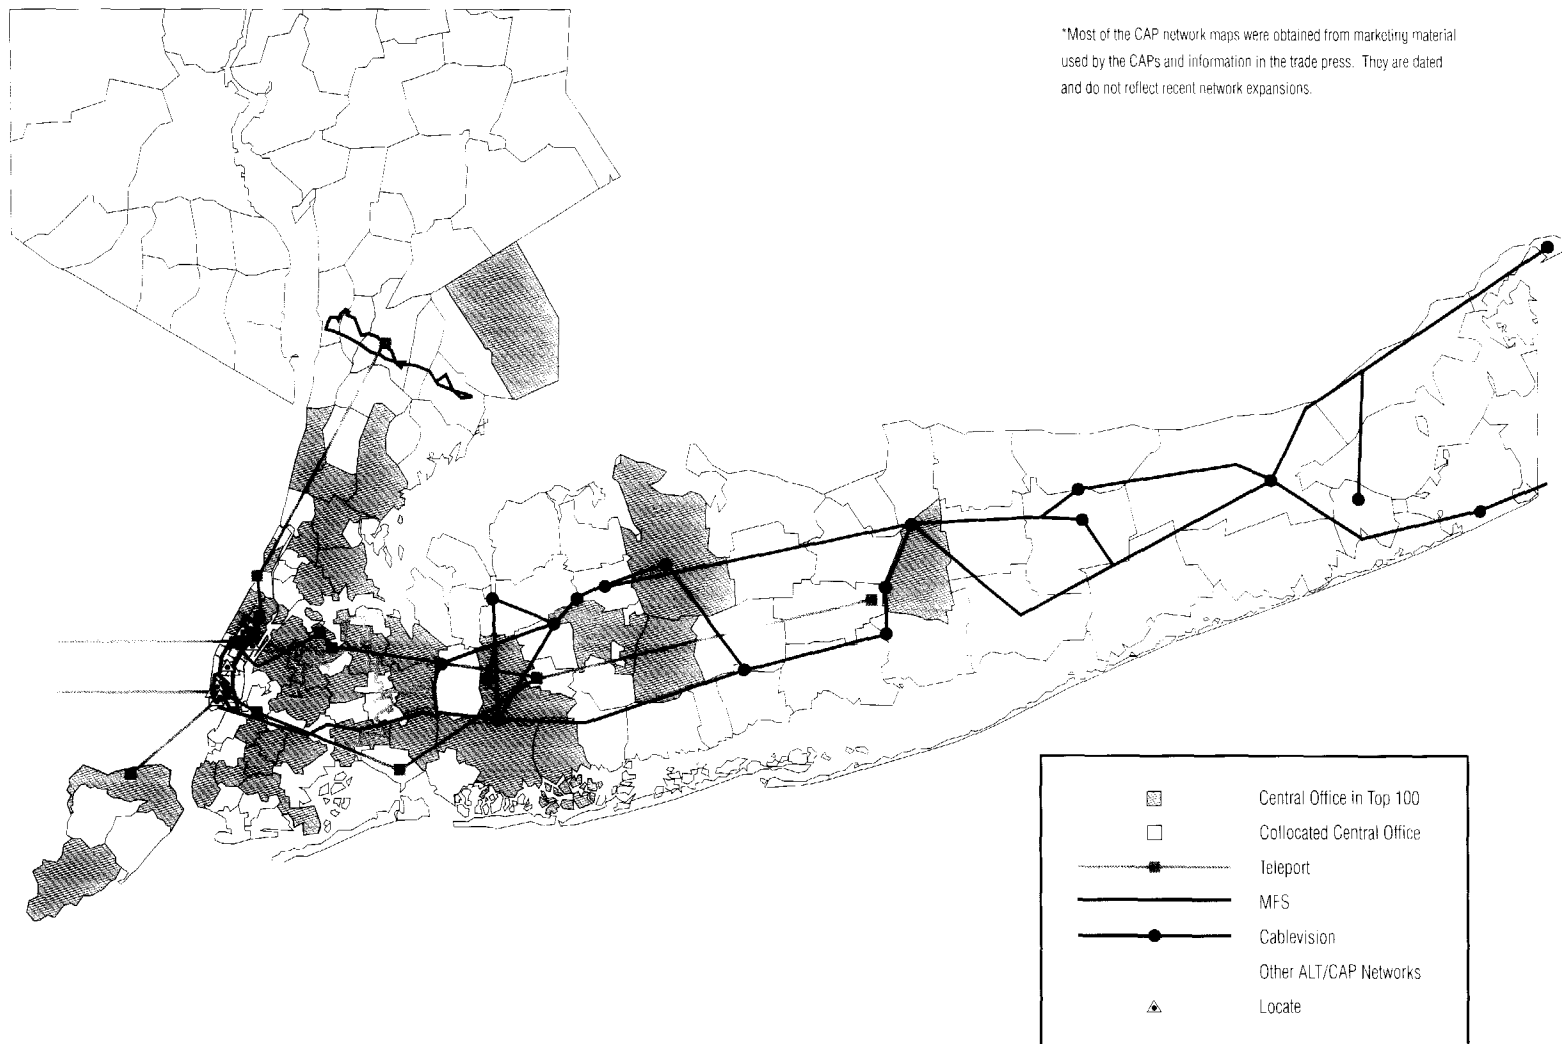 *Most of the CAP network maps were obtained from marketing material
used by the CAPs and information in the trade press. They are dated
and do not reflect recent network expansions.
Central Office in Top 100
Collocated Central Office
Teleport
MFS
Cablevision
Other ALT/CAP Networks
Locate